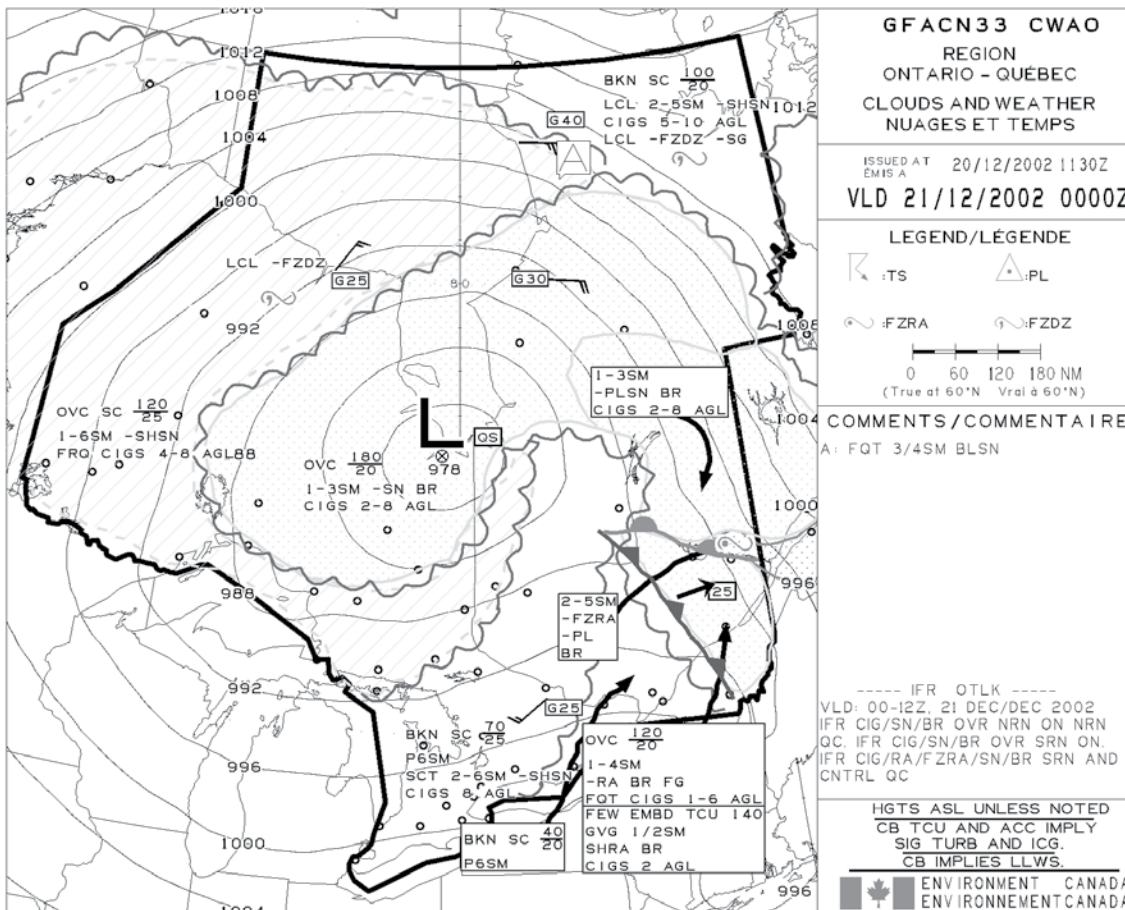 1016
1012
1008
1004
1000
992
988
992
996
1000
1004
BKN SC 100
20
LCL 2-5SM -SHSN
CIGS 5-10 AGL
LCL -FZDZ -SG
1012
G40
A
LCL -FZDZ
G25
80
G30
1008
1-3SM
-PLSN BR
CIGS 2-8 AGL
1004
OVC SC 120
25
1-6SM -SHSN
FRQ CIGS 4-8 AGL 88
OVC 180
20
1-3SM -SN BR
CIGS 2-8 AGL
L
978
QS
1000
996
25
2-5SM
-FZRA
-PL
BR
G25
BKN SC 70
25
P6SM
SCT 2-6SM -SHSN
CIGS 8 AGL
BKN SC 40
20
P6SM
OVC 120
20
1-4SM
-RA BR FG
FQT CIGS 1-6 AGL
FEW EMBD TCU 140
GVG 1/2SM
SHRA BR
CIGS 2 AGL
996
GFACN33 CWAO
REGION
ONTARIO - QUÉBEC
CLOUDS AND WEATHER
NUAGES ET TEMPS
ISSUED AT
ÉMIS A
20/12/2002 1130Z
VLD 21/12/2002 0000Z
LEGEND/LÉGENDE
:TS
:PL
:FZRA
:FZDZ
0 60 120 180 NM
(True at 60°N Vrai à 60°N)
COMMENTS/COMMENTAIRE
A: FQT 3/4SM BLSN
----- IFR OTLK -----
VLD: 00-12Z, 21 DEC/DEC 2002
IFR CIG/SN/BR OVR NRN ON NRN
QC. IFR CIG/SN/BR OVR SRN ON.
IFR CIG/RA/FZRA/SN/BR SRN AND
CNTRL QC
HGTS ASL UNLESS NOTED
CB TCU AND ACC IMPLY
SIG TURB AND ICG.
CB IMPLIES LLWS.
ENVIRONMENT CANADA
ENVIRONNEMENT CANADA